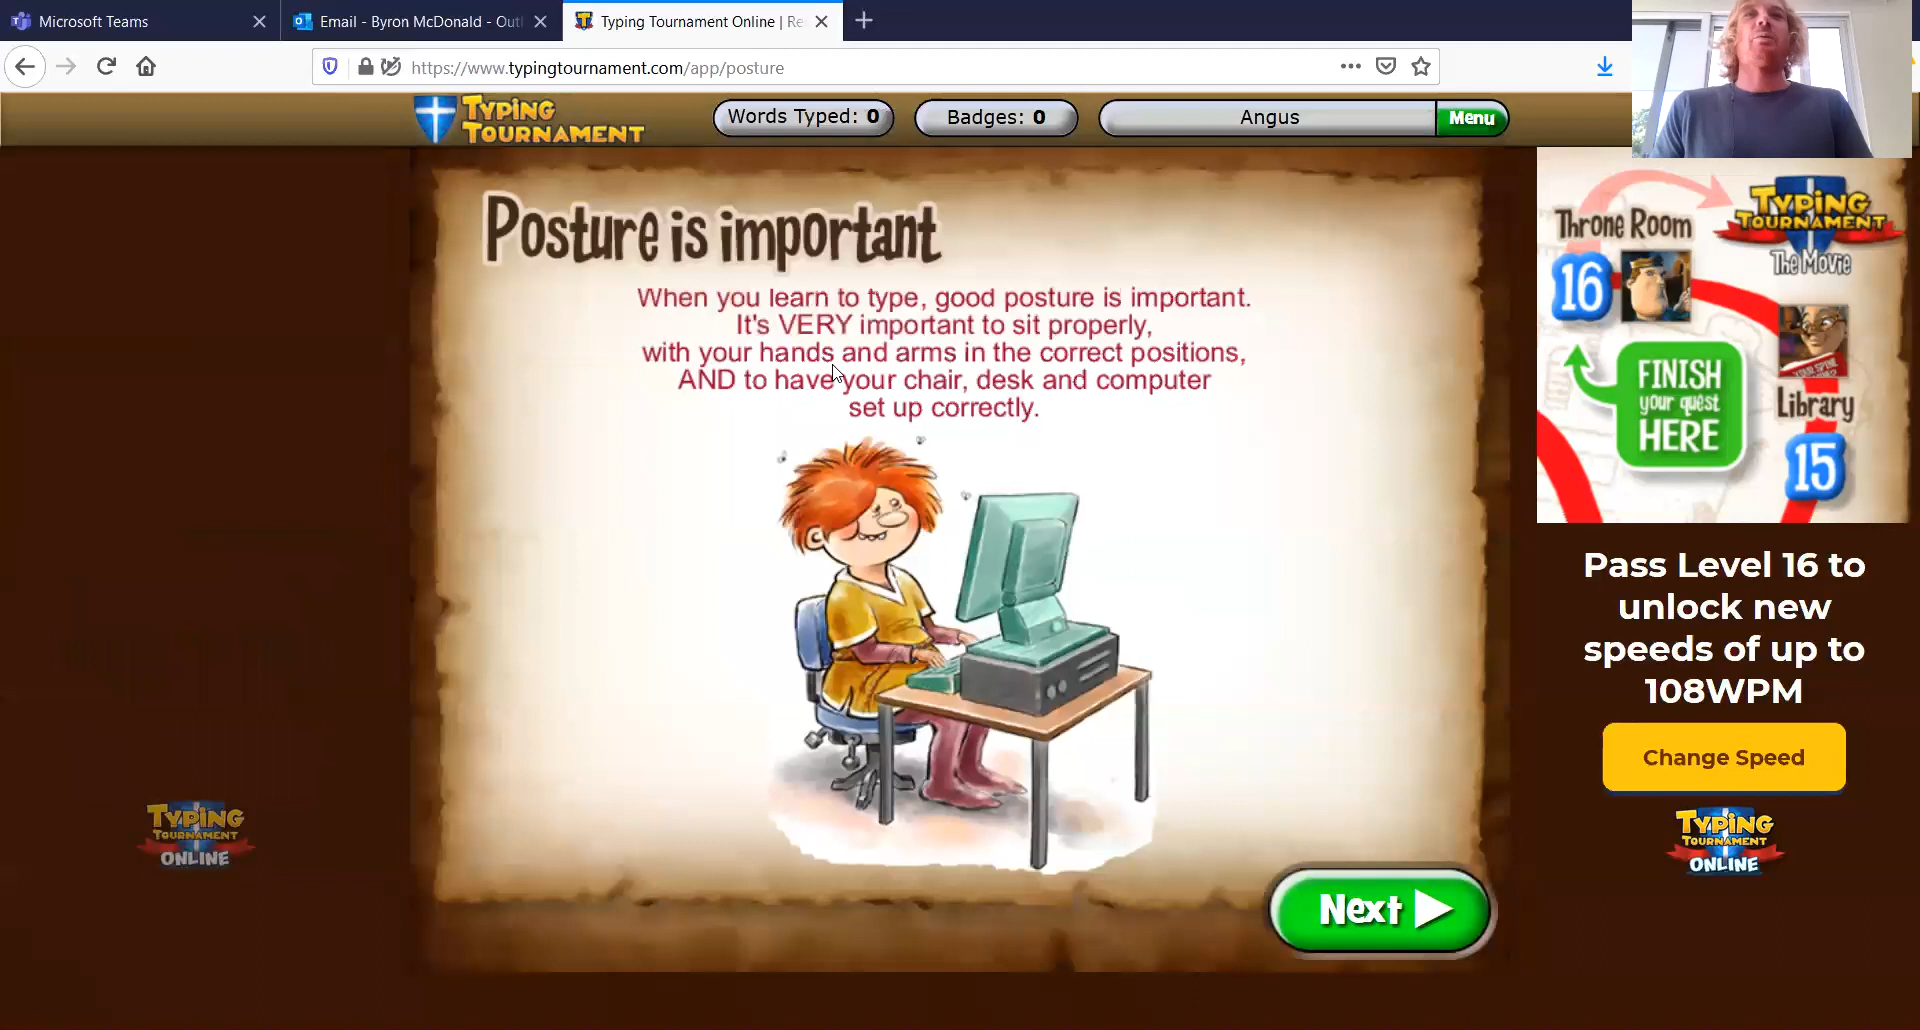 Microsoft Teams
Email - Byron McDonald - Out
Typing Tournament Online | Re
https://www.typingtournament.com/app/posture
TYPING
TOURNAMENT
Words Typed: 0
Badges: 0
Angus
Menu
Posture is important
When you learn to type, good posture is important.
It's VERY important to sit properly,
with your hands and arms in the correct positions,
AND to have your chair, desk and computer
set up correctly.
Next
Throne Room
16
TYPING
TOURNAMENT
The Movie
FINISH
your quest
HERE
Library
15
Pass Level 16 to
unlock new
speeds of up to
108WPM
Change Speed
TYPING
TOURNAMENT
ONLINE
TYPING
TOURNAMENT
ONLINE